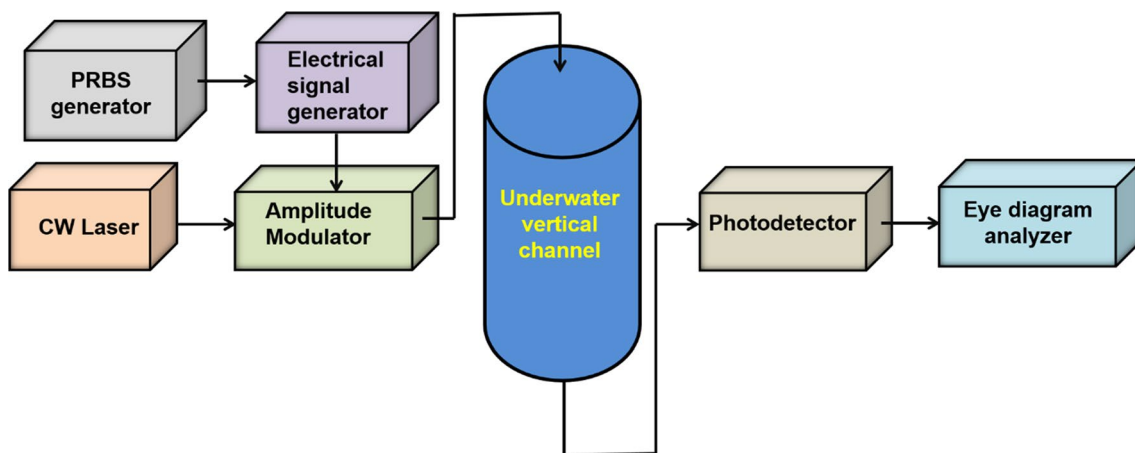 PRBS
generator
Electrical
signal
generator
CW Laser
Amplitude
Modulator
Underwater
vertical
channel
Photodetector
Eye diagram
analyzer